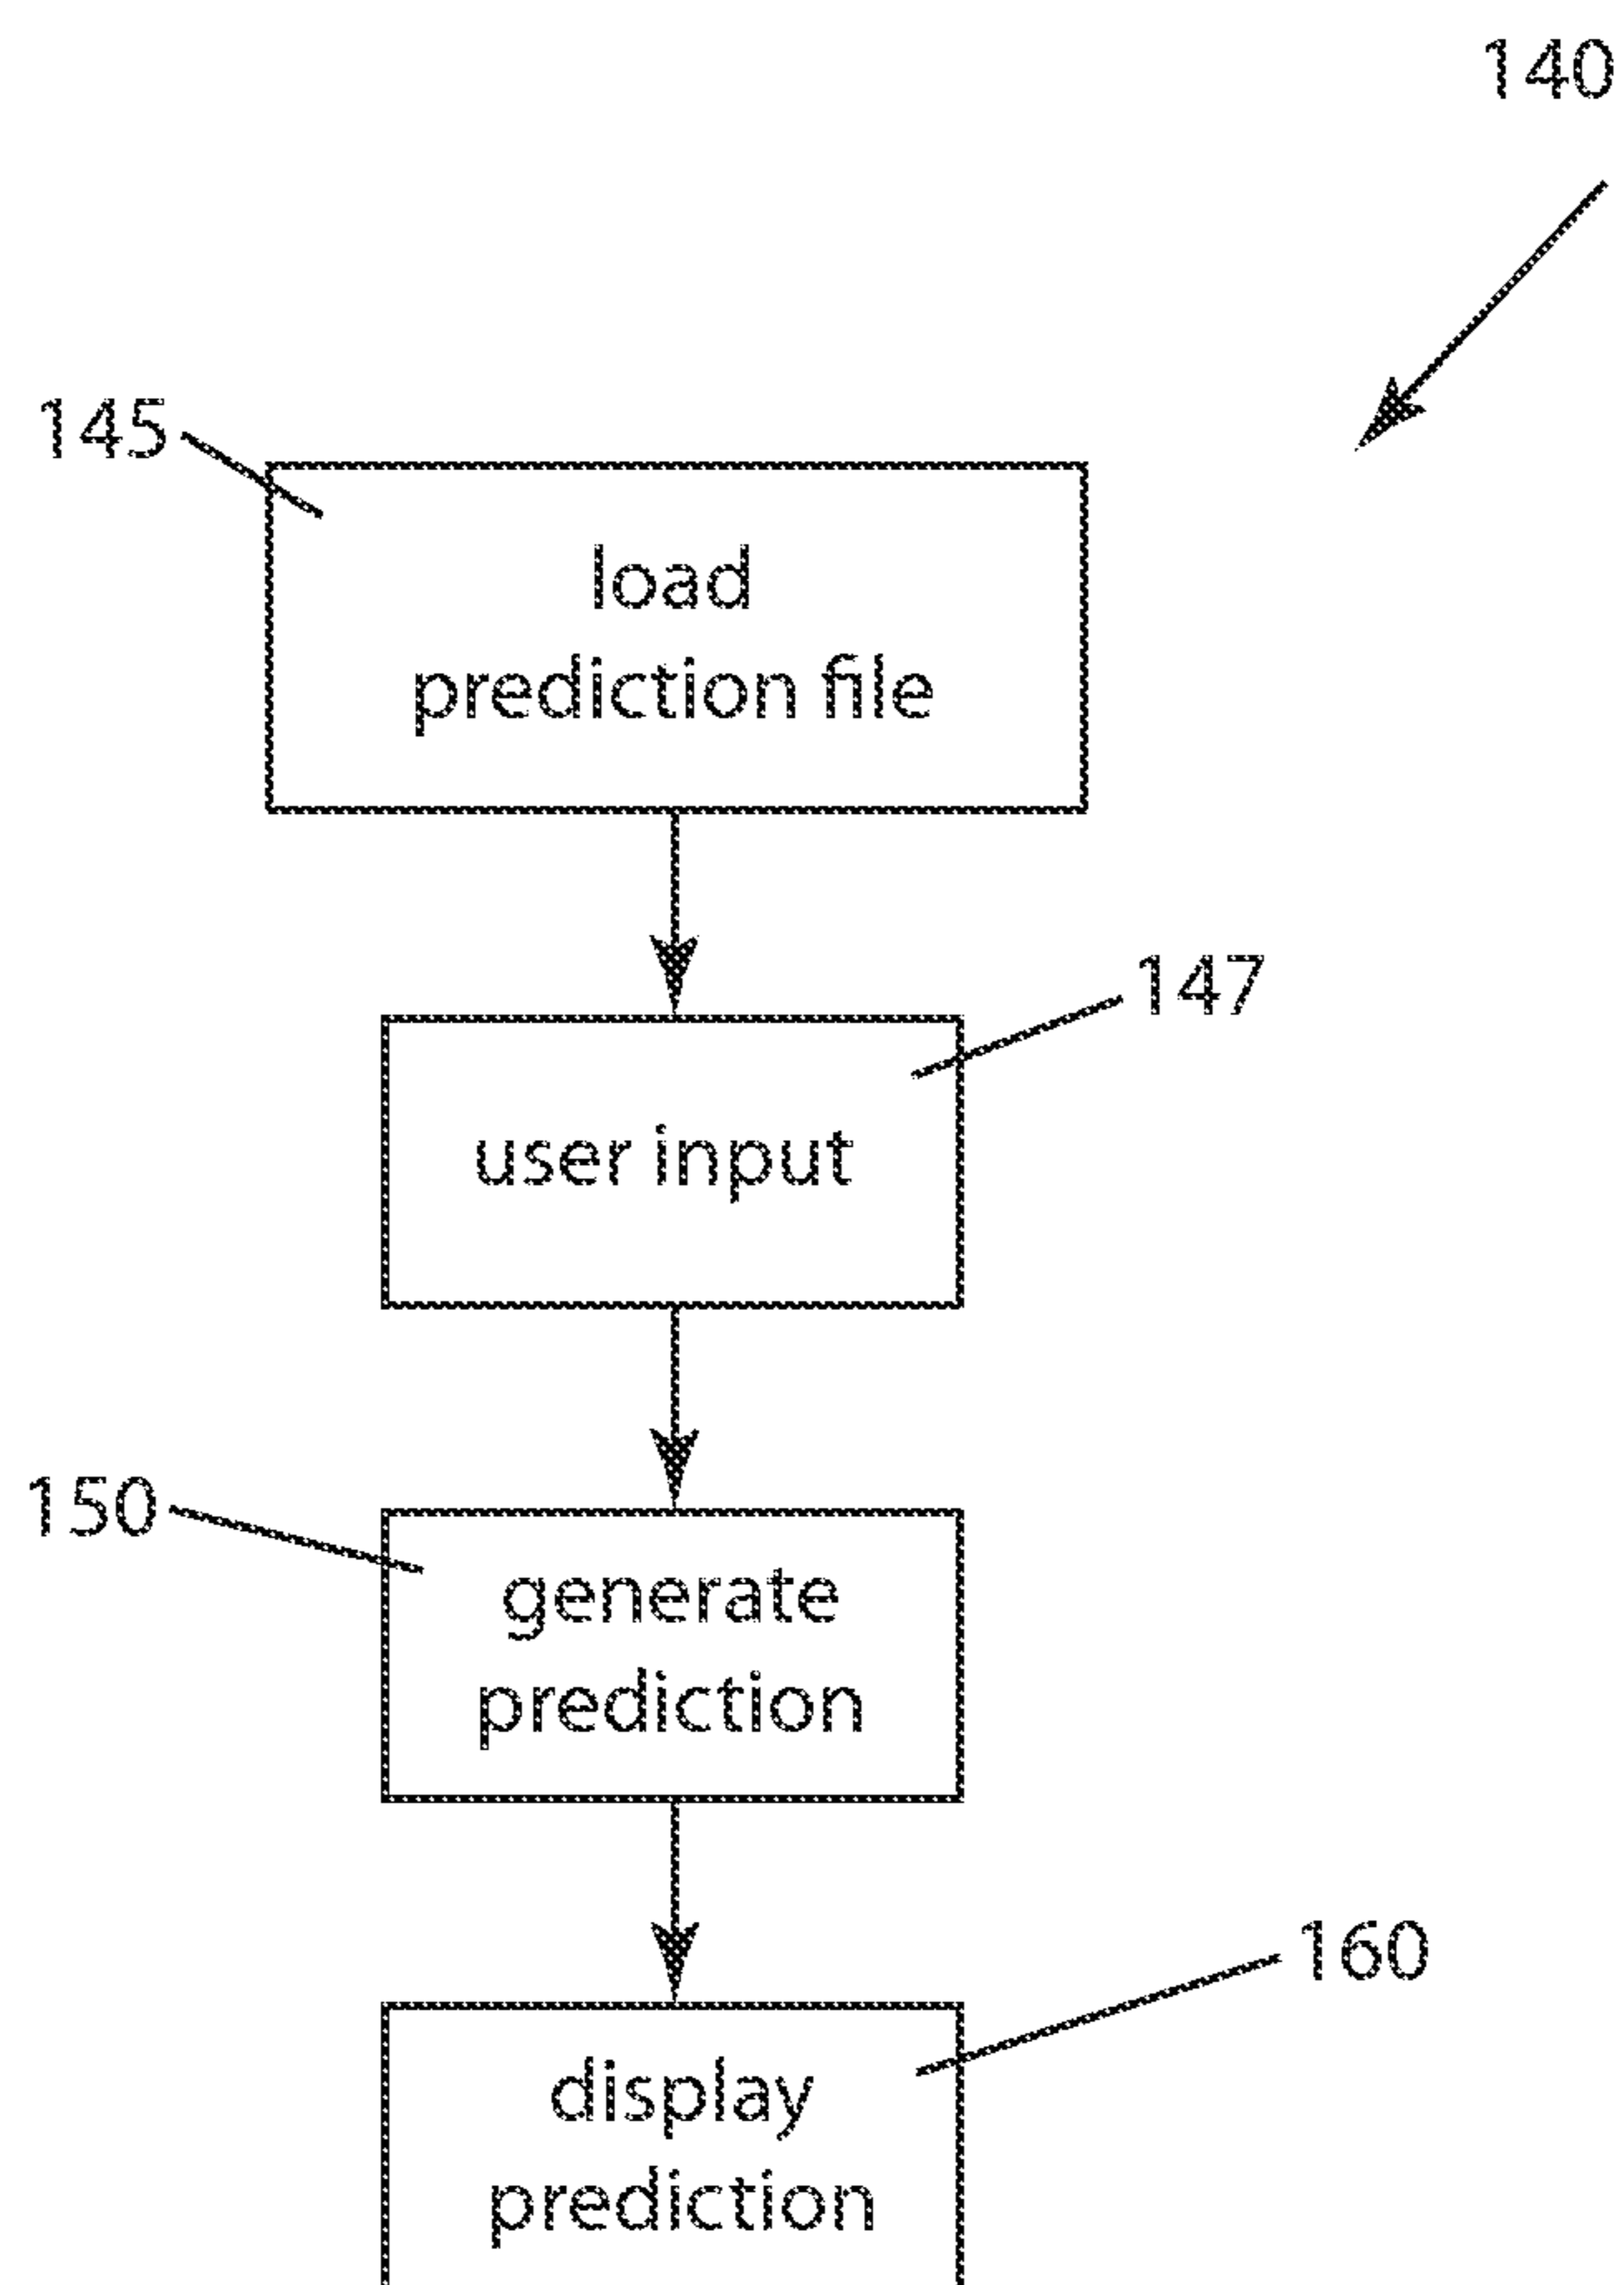 140
145
load
prediction file
147
user input
150
generate
prediction
160
display
prediction